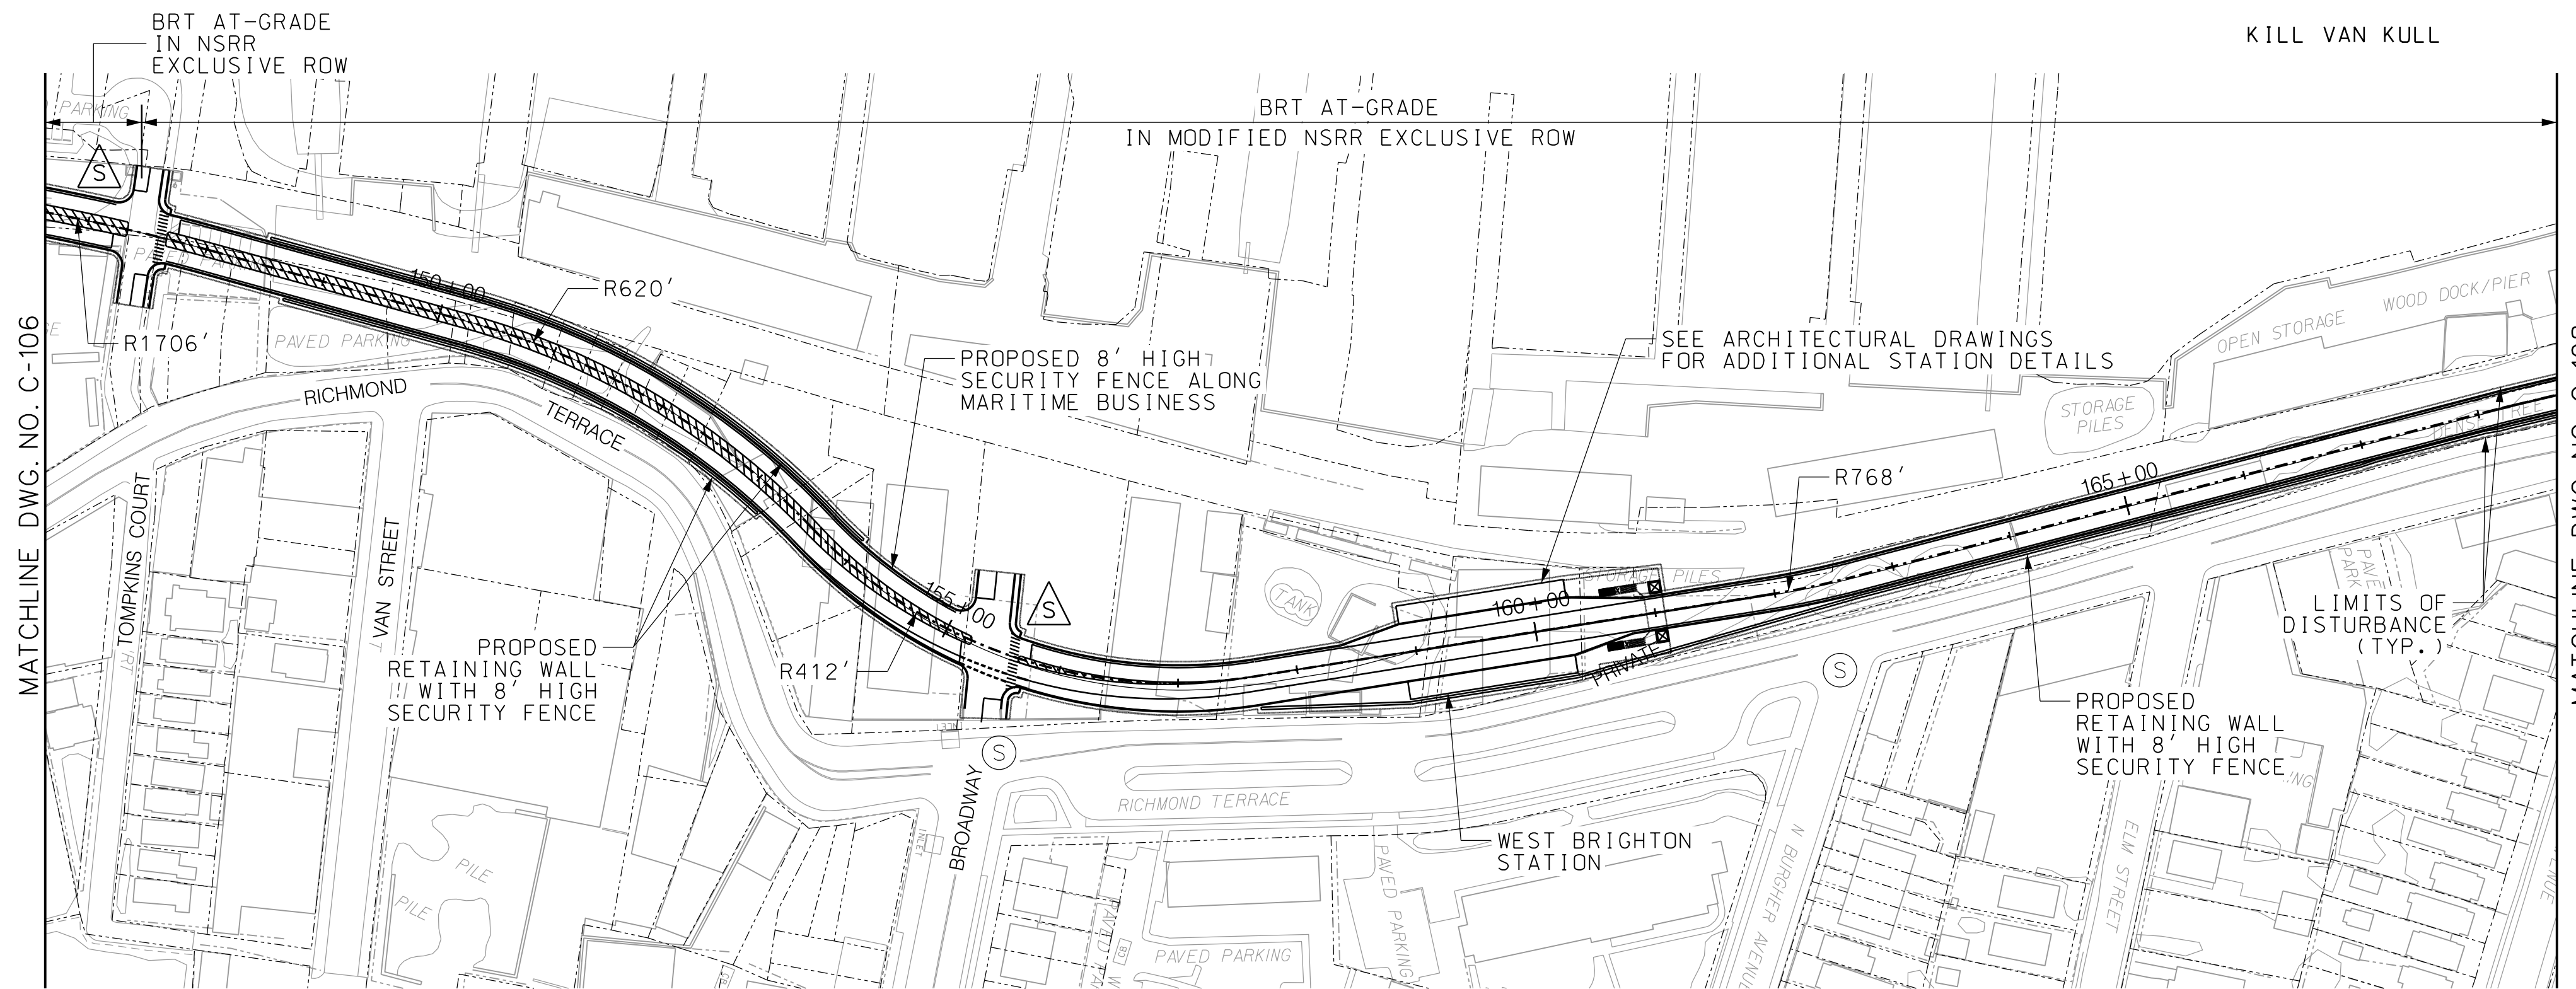 BRT AT-GRADE
IN NSRR
EXCLUSIVE ROW
KILL VAN KULL
BRT AT-GRADE
IN MODIFIED NSRR EXCLUSIVE ROW
PARKING
S
R1706'
150+00
R620'
PAVED PARKING
RICHMOND
TERRACE
PROPOSED 8' HIGH
SECURITY FENCE ALONG
MARITIME BUSINESS
SEE ARCHITECTURAL DRAWINGS
FOR ADDITIONAL STATION DETAILS
OPEN STORAGE
WOOD DOCK/PIER
STORAGE
PILES
DENSE TREE
R768'
165+00
MATCHLINE DWG. NO. C-106
TOMPKINS COURT
VAN STREET
PROPOSED
RETAINING WALL
WITH 8' HIGH
SECURITY FENCE
R412'
155+00
S
TANK
160+00
STORAGE PILES
PRIVATE
S
S
LIMITS OF
DISTURBANCE
(TYP.)
PROPOSED
RETAINING WALL
WITH 8' HIGH
SECURITY FENCE
WEST BRIGHTON
STATION
RICHMOND TERRACE
BROADWAY
INLET
PILE
PILE
PAVED PARKING
PAVED PARKING
N BURGHER AVENUE
ELM STREET